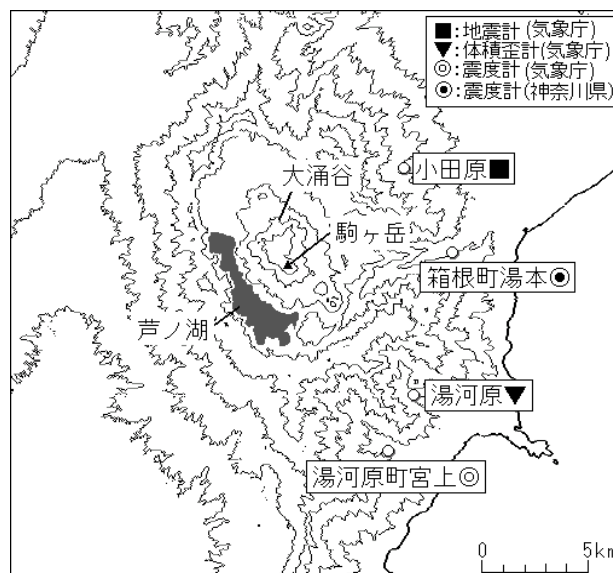 ■:地震計(気象庁)
▼:体積歪計(気象庁)
◎:震度計(気象庁)
◉:震度計(神奈川県)
小田原■
大涌谷
駒ヶ岳
箱根町湯本◉
芦ノ湖
湯河原▼
湯河原町宮上◎
0 5km